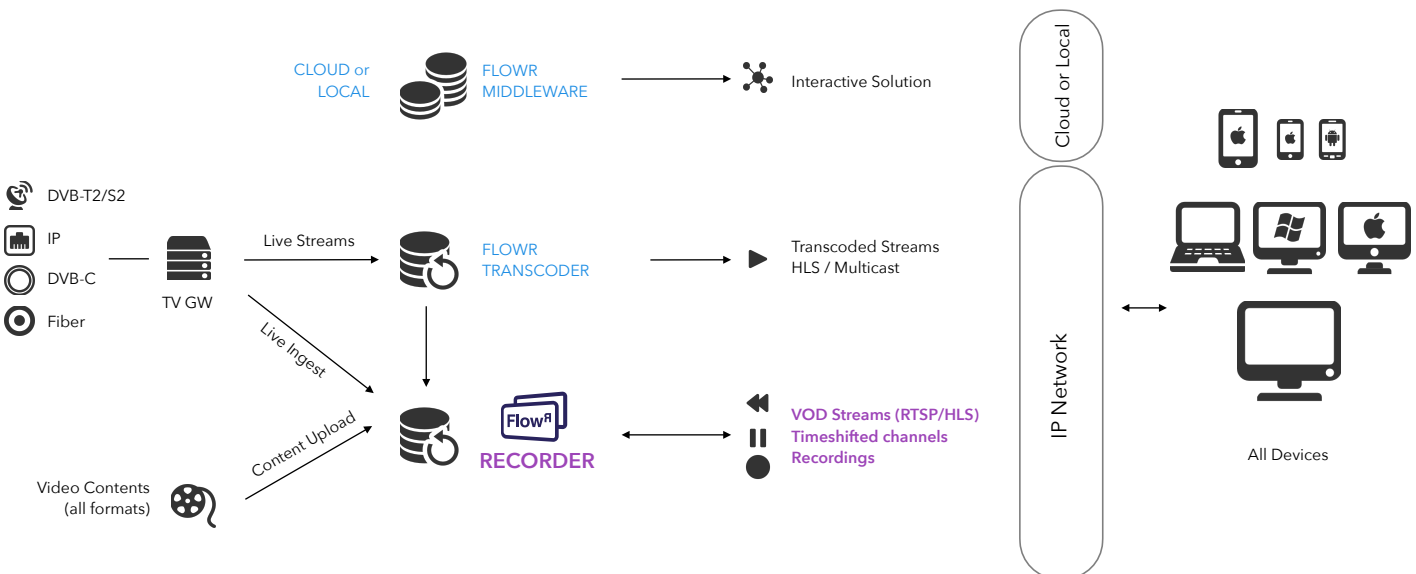 CLOUD or
LOCAL
FLOWR
MIDDLEWARE
Interactive Solution
Cloud or Local
DVB-T2/S2
IP
DVB-C
Fiber
TV GW
Live Streams
FLOWR
TRANSCODER
Transcoded Streams
HLS / Multicast
Live Ingest
Content Upload
Flowᴿ
RECORDER
VOD Streams (RTSP/HLS)
Timeshifted channels
Recordings
Video Contents
(all formats)
IP Network
All Devices